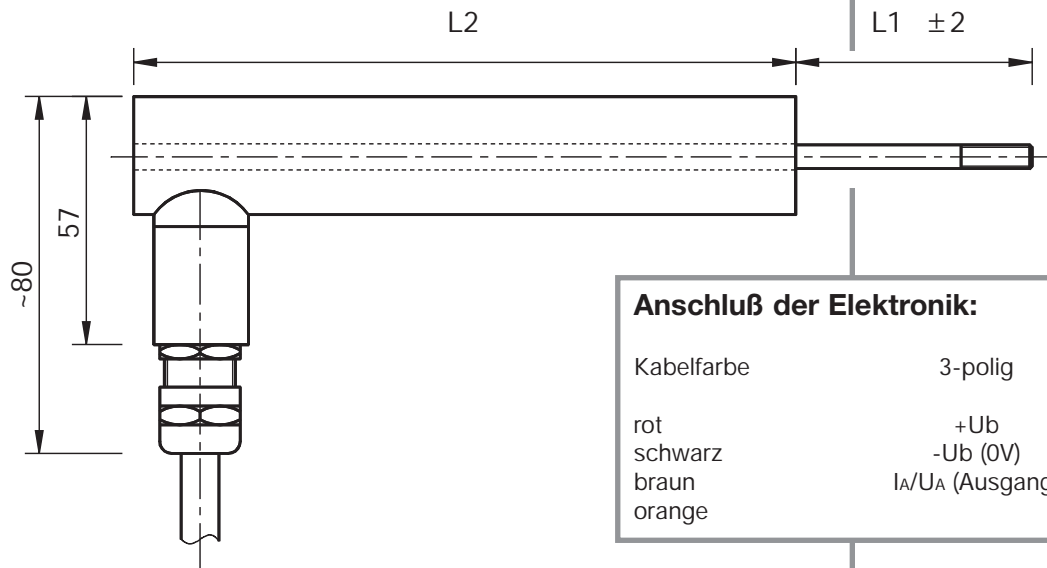 L2
L1 ±2
57
~80
Anschluß der Elektronik:
Kabelfarbe 3-polig
rot +Ub
schwarz -Ub (0V)
braun IA/UA (Ausgang
orange